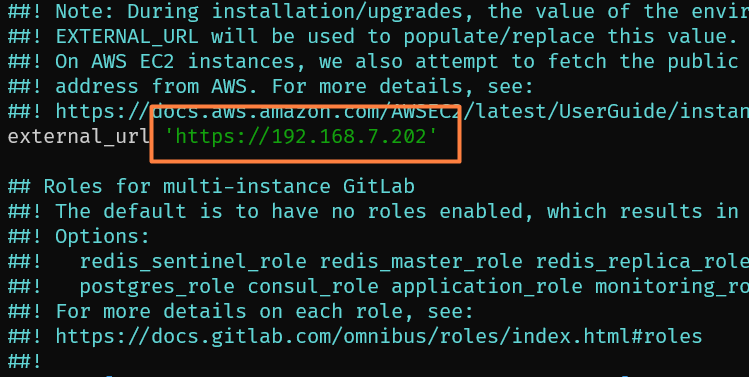 ##! Note: During installation/upgrades, the value of the envir
##! EXTERNAL_URL will be used to populate/replace this value.
##! On AWS EC2 instances, we also attempt to fetch the public
##! address from AWS. For more details, see:
##! https://docs.aws.amazon.com/AWSEC2/latest/UserGuide/instan
external_url 'https://192.168.7.202'
## Roles for multi-instance GitLab
##! The default is to have no roles enabled, which results in
##! Options:
##!   redis_sentinel_role redis_master_role redis_replica_role
##!   postgres_role consul_role application_role monitoring_ro
##! For more details on each role, see:
##! https://docs.gitlab.com/omnibus/roles/index.html#roles
##!